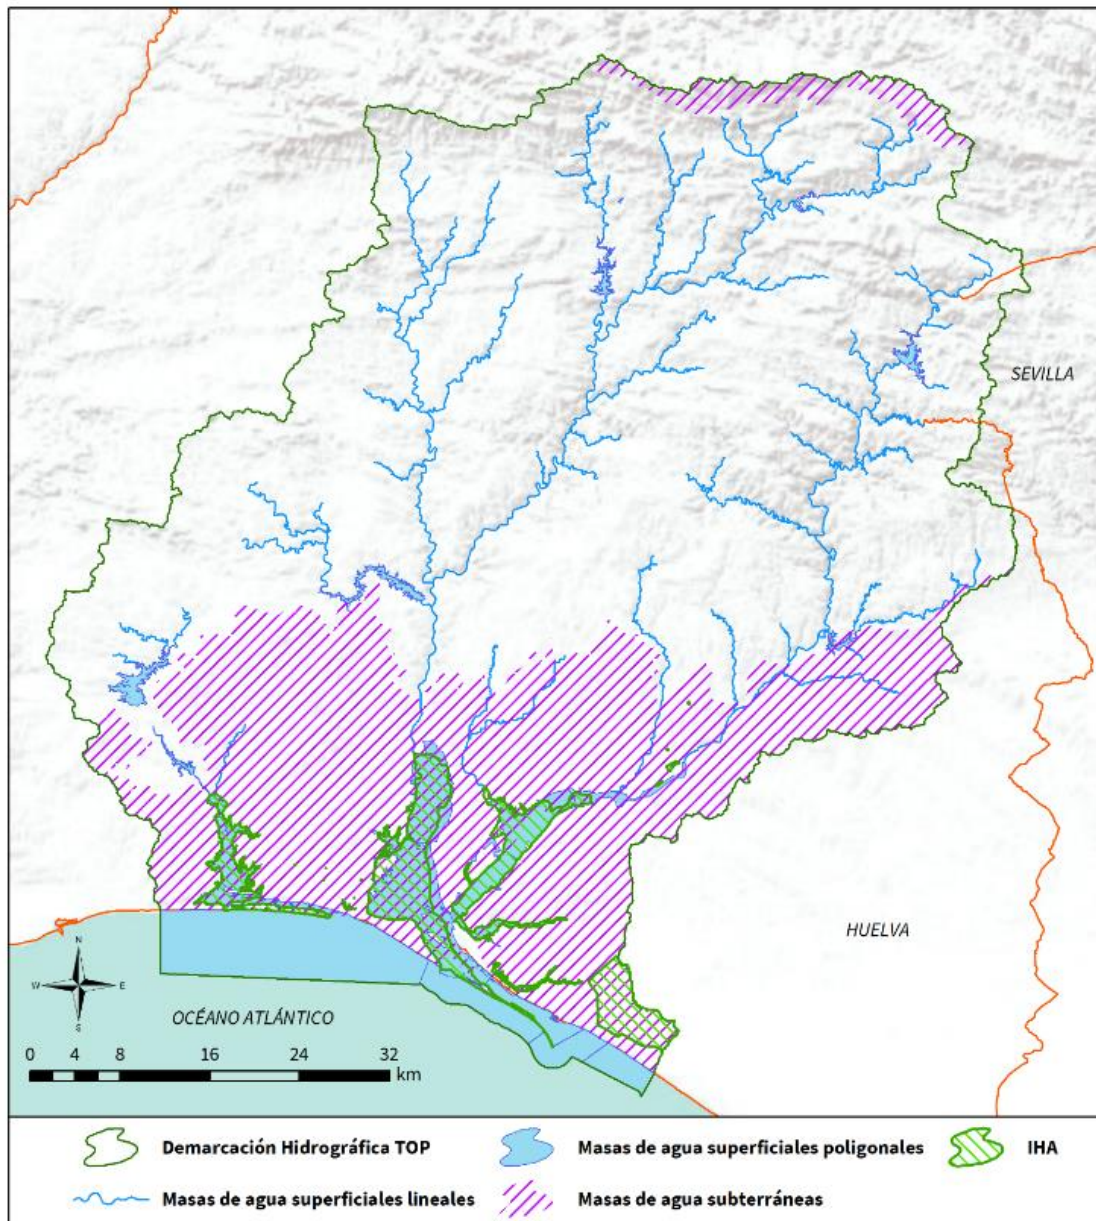 SEVILLA
HUELVA
N
W E
S
OCÉANO ATLÁNTICO
0 4 8 16 24 32
km
Demarcación Hidrográfica TOP
Masas de agua superficiales poligonales
IHA
Masas de agua superficiales lineales
Masas de agua subterráneas